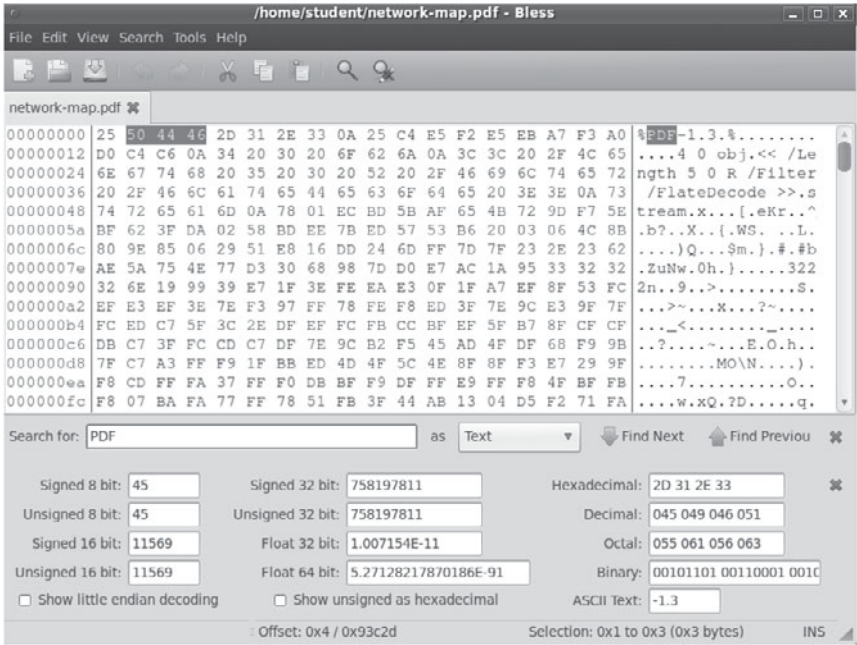 /home/student/network-map.pdf - Bless
File Edit View Search Tools Help
network-map.pdf
00000000 25 50 44 46 2D 31 2E 33 0A 25 C4 E5 F2 E5 EB A7 F3 A0 %PDF-1.3.%........
00000012 D0 C4 C6 0A 34 20 30 20 6F 62 6A 0A 3C 3C 20 2F 4C 65 ....4 0 obj.<< /Le
00000024 6E 67 74 68 20 35 20 30 20 52 20 2F 46 69 6C 74 65 72 ngth 5 0 R /Filter
00000036 20 2F 46 6C 61 74 65 44 65 63 6F 64 65 20 3E 3E 0A 73 /FlateDecode >>.s
00000048 74 72 65 61 6D 0A 78 01 EC BD 5B AF 65 4B 72 9D F7 5E tream.x...[.eKr..^
0000005a BF 62 3F DA 02 58 BD EE 7B ED 57 53 B6 20 03 06 4C 8B .b?..X..{.WS. ..L.
0000006c 80 9E 85 06 29 51 E8 16 DD 24 6D FF 7D 7F 23 2E 23 62 ....)Q...$m.}.#.#b
0000007e AE 5A 75 4E 77 D3 30 68 98 7D D0 E7 AC 1A 95 33 32 32 .ZuNw.0h.}.....322
00000090 32 6E 19 99 39 E7 1F 3E FE EA E3 0F 1F A7 EF 8F 53 FC 2n..9..>........S.
000000a2 EF E3 EF 3E 7E F3 97 FF 78 FE F8 ED 3F 7E 9C E3 9F 7F ...>~...x...?~....
000000b4 FC ED C7 5F 3C 2E DF EF FC FB CC BF EF 5F B7 8F CF CF ..._<........_....
000000c6 DB C7 3F FC CD C7 DF 7E 9C B2 F5 45 AD 4F DF 68 F9 9B ..?....~...E.O.h..
000000d8 7F C7 A3 FF F9 1F BB ED 4D 4F 5C 4E 8F 8F F3 E7 29 9F ........MO\N....).
000000ea F8 CD FF FA 37 FF F0 DB BF F9 DF FF E9 FF F8 4F BF FB ....7..........O..
000000fc F8 07 BA FA 77 FF 78 51 FB 3F 44 AB 13 04 D5 F2 71 FA ....w.xQ.?D.....q.
Search for: PDF as Text Find Next Find Previou
Signed 8 bit: 45 Signed 32 bit: 758197811 Hexadecimal: 2D 31 2E 33
Unsigned 8 bit: 45 Unsigned 32 bit: 758197811 Decimal: 045 049 046 051
Signed 16 bit: 11569 Float 32 bit: 1.007154E-11 Octal: 055 061 056 063
Unsigned 16 bit: 11569 Float 64 bit: 5.27128217870186E-91 Binary: 00101101 00110001 0010
Show little endian decoding Show unsigned as hexadecimal ASCII Text: -1.3
Offset: 0x4 / 0x93c2d Selection: 0x1 to 0x3 (0x3 bytes) INS